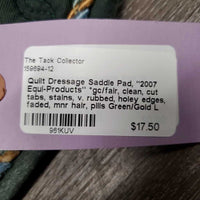 The Tack Collector
159694-12
Quilt Dressage Saddle Pad, "2007
Equi-Products" *gc/fair, clean, cut
tabs, stains, v. rubbed, holey edges,
faded, mnr hair, pills Green/Gold L
961KUV
$17.50